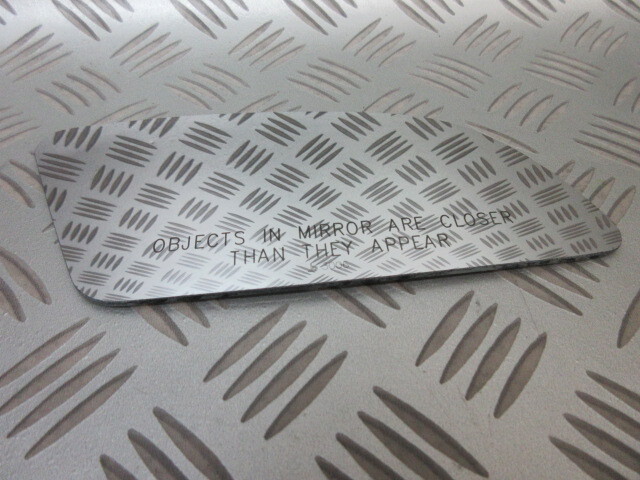 OBJECTS IN MIRROR ARE CLOSER
THAN THEY APPEAR